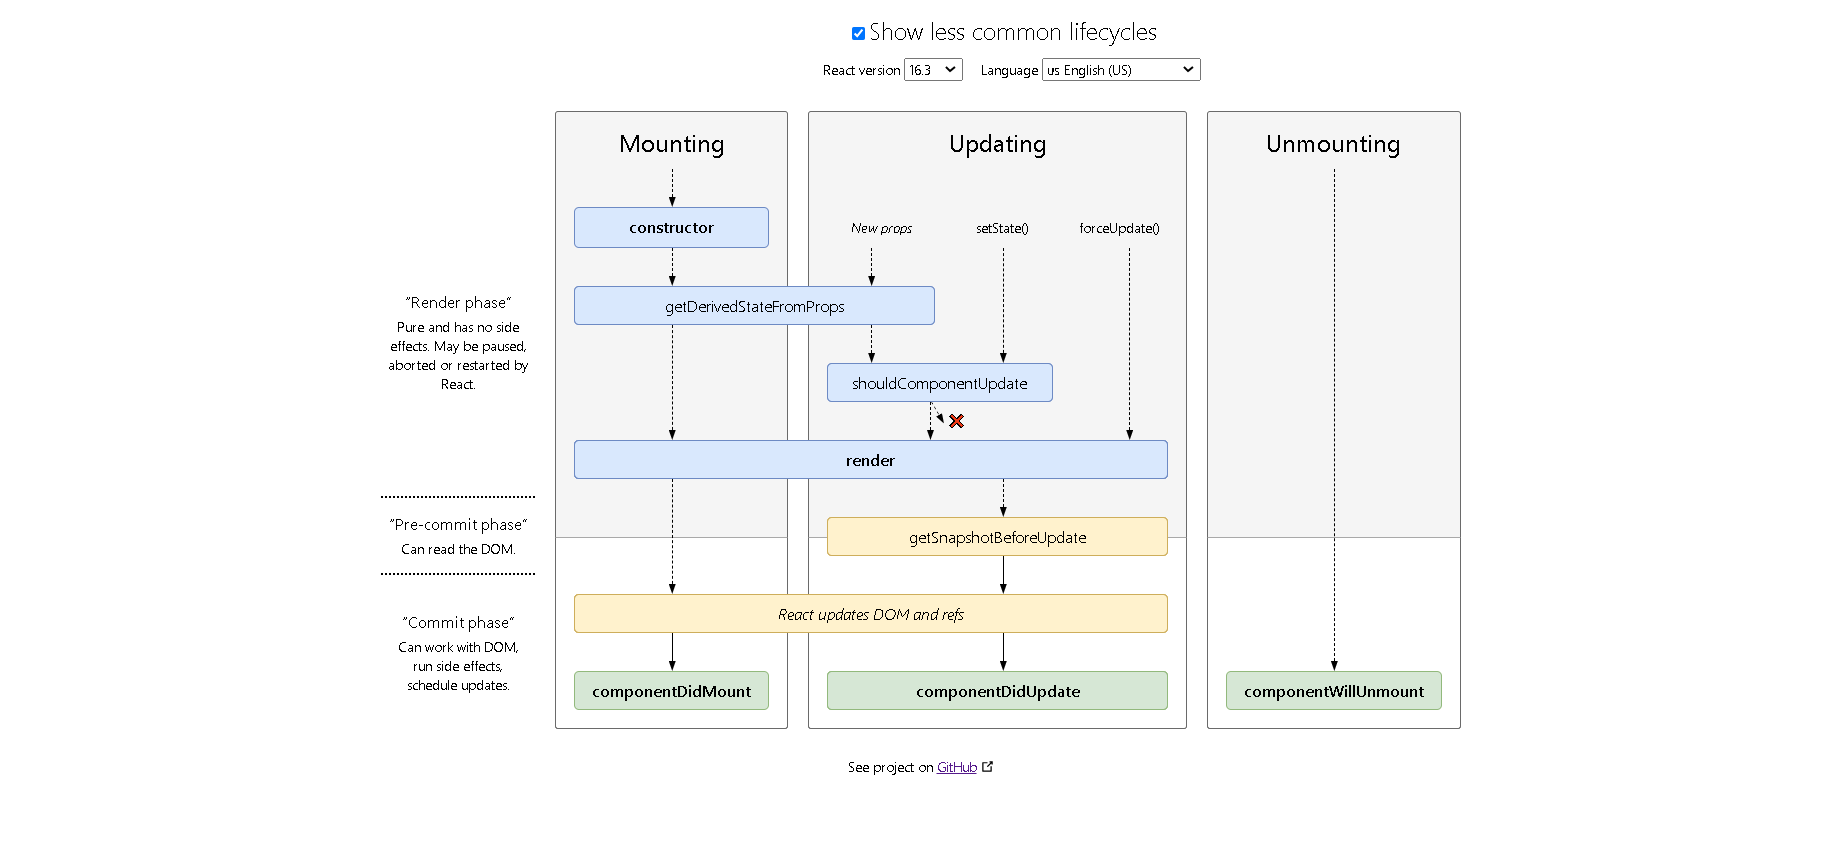 Show less common lifecycles
React version 16.3 Language us English (US)
Mounting
Updating
Unmounting
constructor
New props
setState()
forceUpdate()
getDerivedStateFromProps
"Render phase"
Pure and has no side
effects. May be paused,
aborted or restarted by
React.
shouldComponentUpdate
render
"Pre-commit phase"
Can read the DOM.
getSnapshotBeforeUpdate
React updates DOM and refs
"Commit phase"
Can work with DOM,
run side effects,
schedule updates.
componentDidMount
componentDidUpdate
componentWillUnmount
See project on GitHub